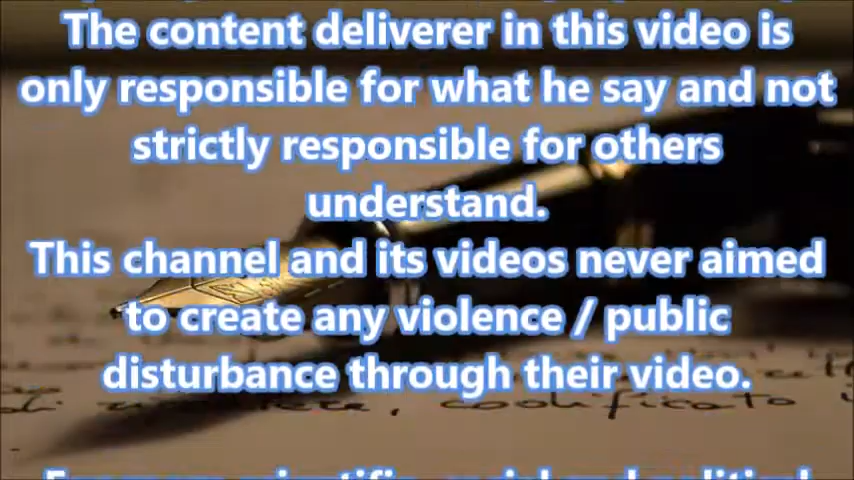 The content deliverer in this video is
only responsible for what he say and not
strictly responsible for others
understand.
This channel and its videos never aimed
to create any violence / public
disturbance through their video.